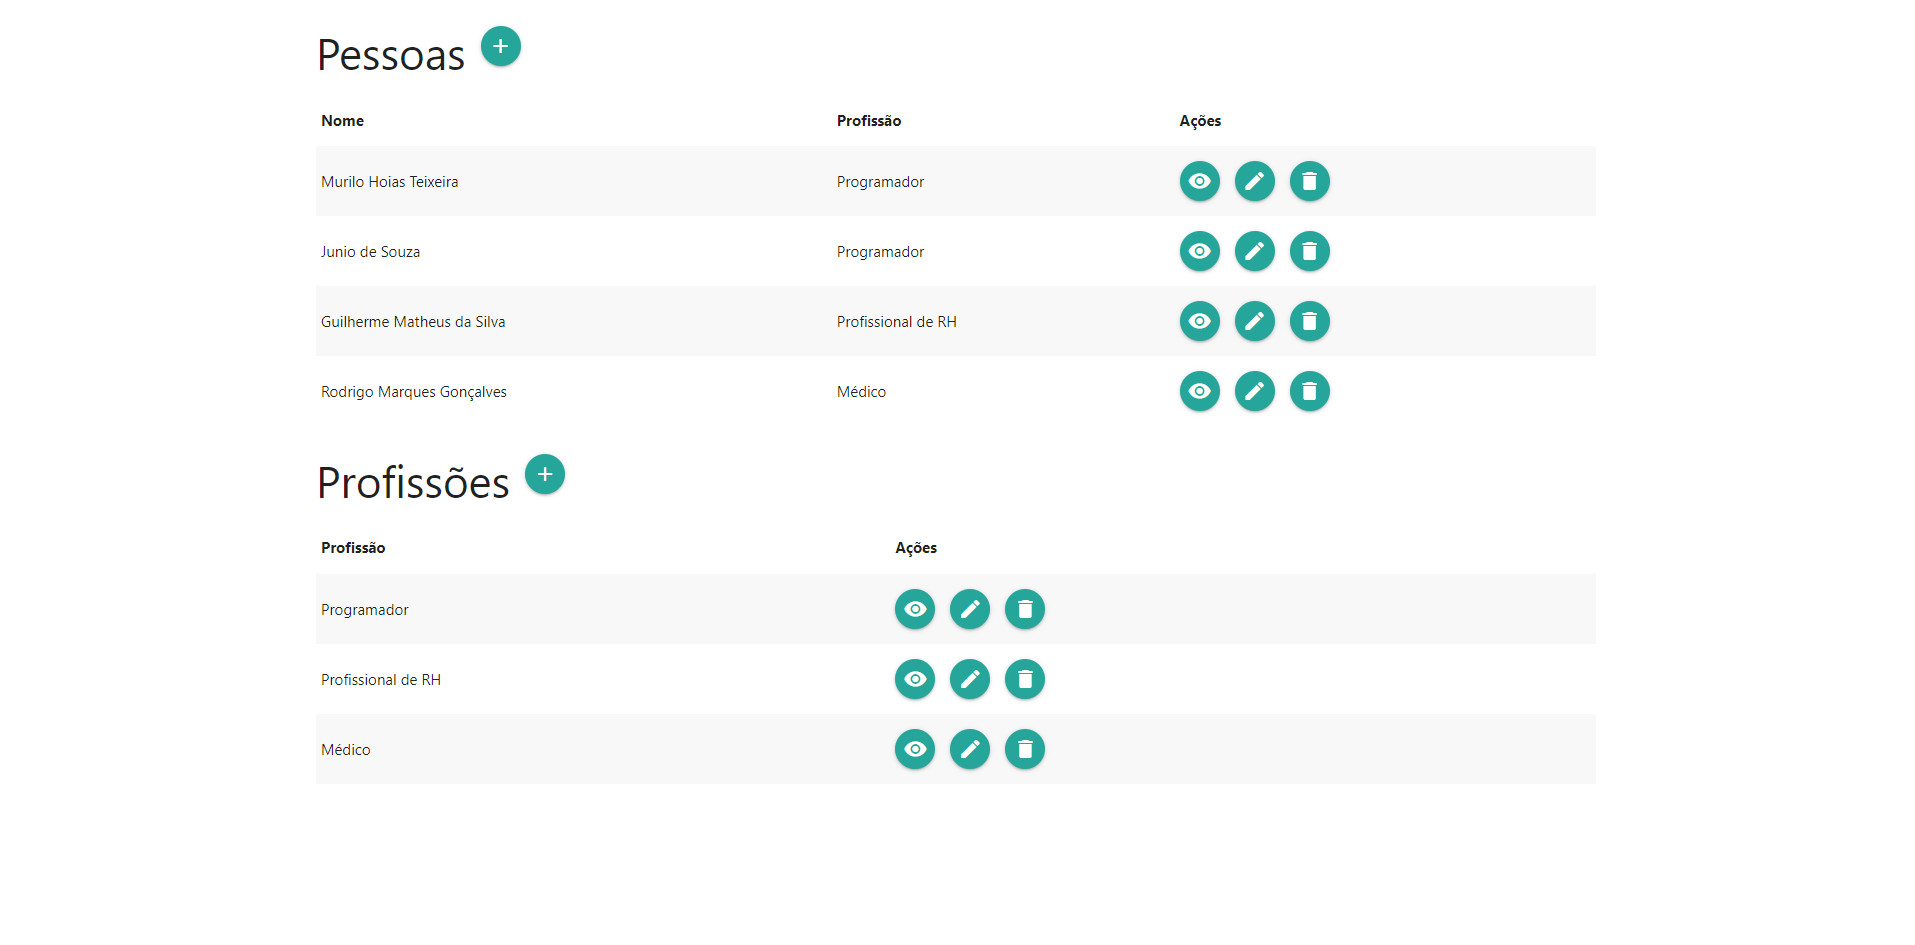 Pessoas
Nome Profissão Ações
Murilo Hoias Teixeira Programador
Junio de Souza Programador
Guilherme Matheus da Silva Profissional de RH
Rodrigo Marques Gonçalves Médico
Profissões
Profissão Ações
Programador
Profissional de RH
Médico